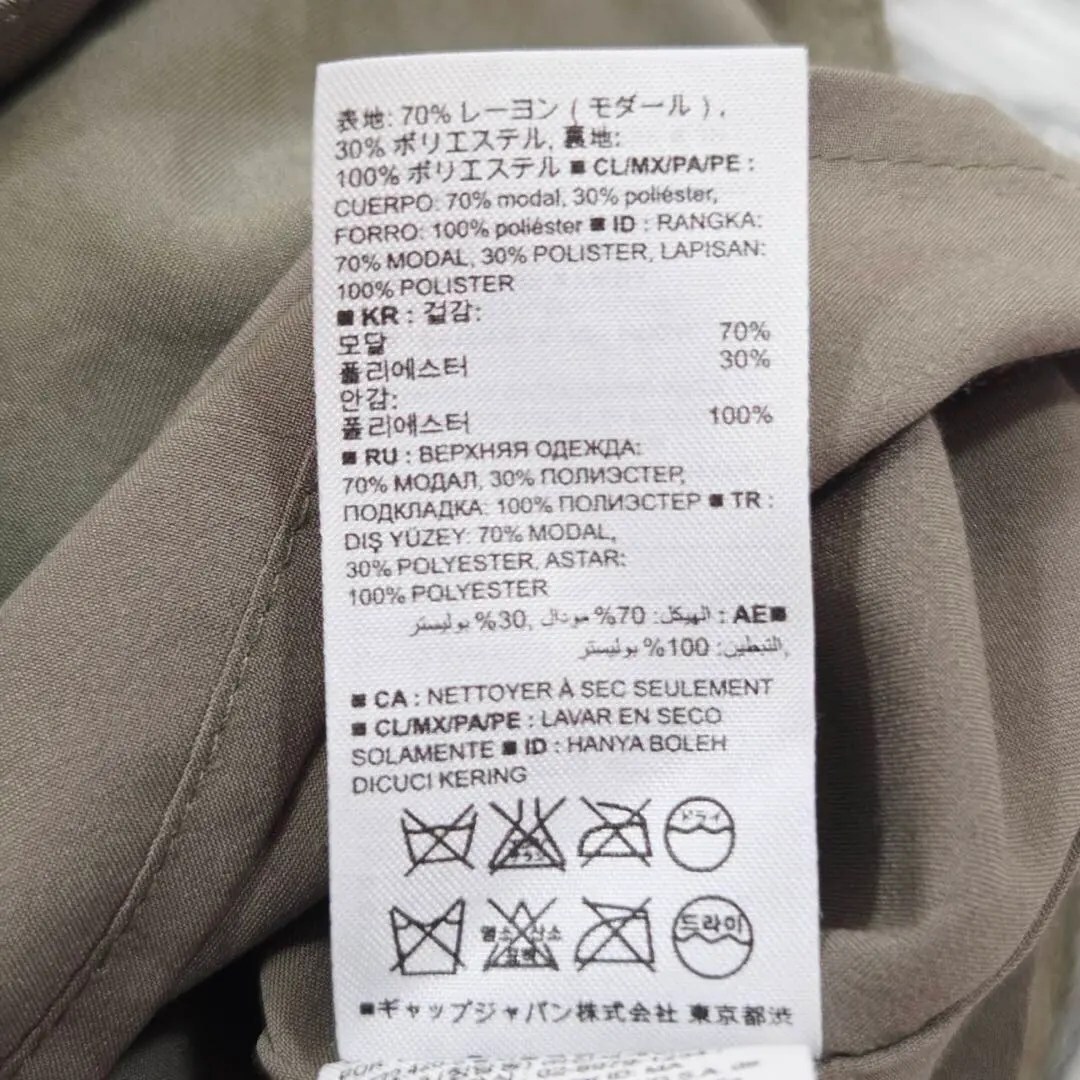 表地: 70% レーヨン ( モダール ),
30% ポリエステル, 裏地:
100% ポリエステル ■ CL/MX/PA/PE :
CUERPO: 70% modal, 30% poliéster,
FORRO: 100% poliéster ■ ID : RANGKA:
70% MODAL, 30% POLISTER, LAPISAN:
100% POLISTER
■ KR : 겉감:
모달 70%
폴리에스터 30%
안감:
폴리에스터 100%
■ RU : ВЕРХНЯЯ ОДЕЖДА:
70% МОДАЛ, 30% ПОЛИЭСТЕР,
ПОДКЛАДКА: 100% ПОЛИЭСТЕР ■ TR :
DIŞ YÜZEY: 70% MODAL,
30% POLYESTER, ASTAR:
100% POLYESTER
■AE : الهيكل: 70% مودال, 30% بوليستر
,التبطين: 100% بوليستر
■ CA : NETTOYER À SEC SEULEMENT
■ CL/MX/PA/PE : LAVAR EN SECO
SOLAMENTE ■ ID : HANYA BOLEH
DICUCI KERING
ドライ
염소 산소 드라이
표백
■ギャップジャパン株式会社 東京都渋